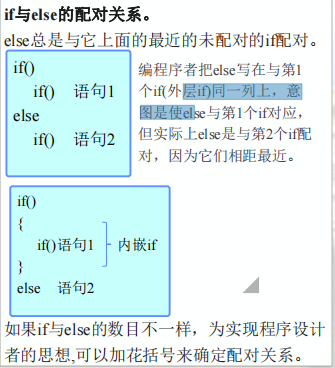 if与else的配对关系。
else总是与它上面的最近的未配对的if配对。
if()
if() 语句1
else
if() 语句2
编程序者把else写在与第1
个if(外层if)同一列上，意
图是使else与第1个if对应，
但实际上else是与第2个if配
对，因为它们相距最近。
if()
{
if()语句1 内嵌if
}
else 语句2
如果if与else的数目不一样，为实现程序设计
者的思想,可以加花括号来确定配对关系。